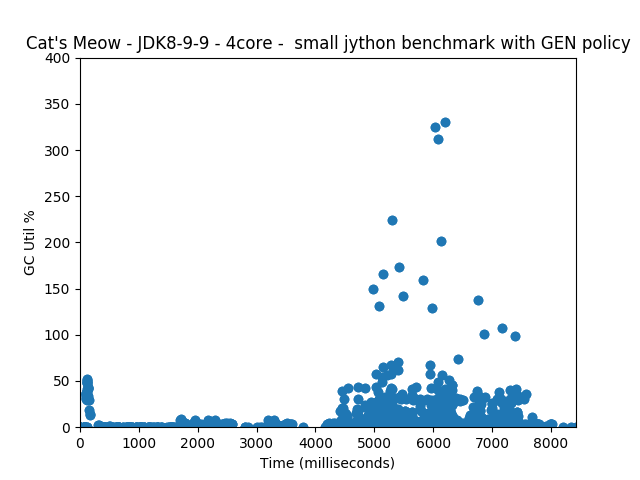 Cat's Meow - JDK8-9-9 - 4core -  small jython benchmark with GEN policy
400
350
300
250
200
150
100
50
0
GC Util %
0 1000 2000 3000 4000 5000 6000 7000 8000
Time (milliseconds)